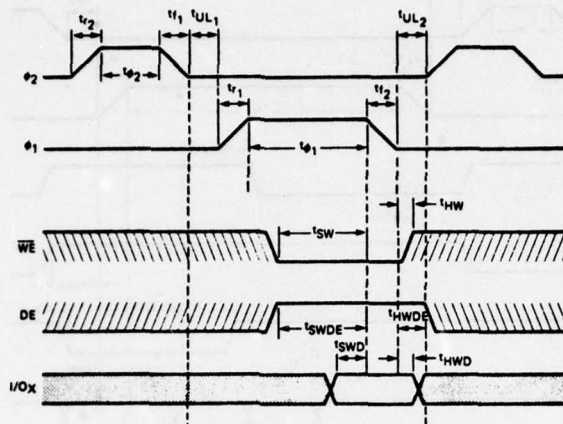 tr2 tf1 tUL1 tUL2
ϕ2 tϕ2
tr1 tf2
ϕ1 tϕ1
tHW
WE tSW
DE tSWDE tHWDE
tSWD tHWD
I/OX